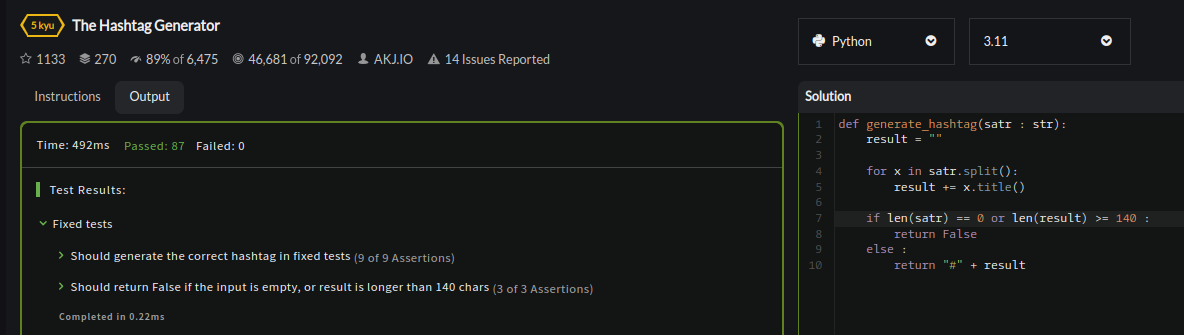 5 kyu The Hashtag Generator
1133 270 89% of 6,475 46,681 of 92,092 AKJ.IO 14 Issues Reported
Instructions Output
Time: 492ms Passed: 87 Failed: 0
Test Results:
Fixed tests
Should generate the correct hashtag in fixed tests (9 of 9 Assertions)
Should return False if the input is empty, or result is longer than 140 chars (3 of 3 Assertions)
Completed in 0.22ms
Python 3.11
Solution
1 def generate_hashtag(satr : str):
2 result = ""
3
4 for x in satr.split():
5 result += x.title()
6
7 if len(satr) == 0 or len(result) >= 140 :
8 return False
9 else :
10 return "#" + result